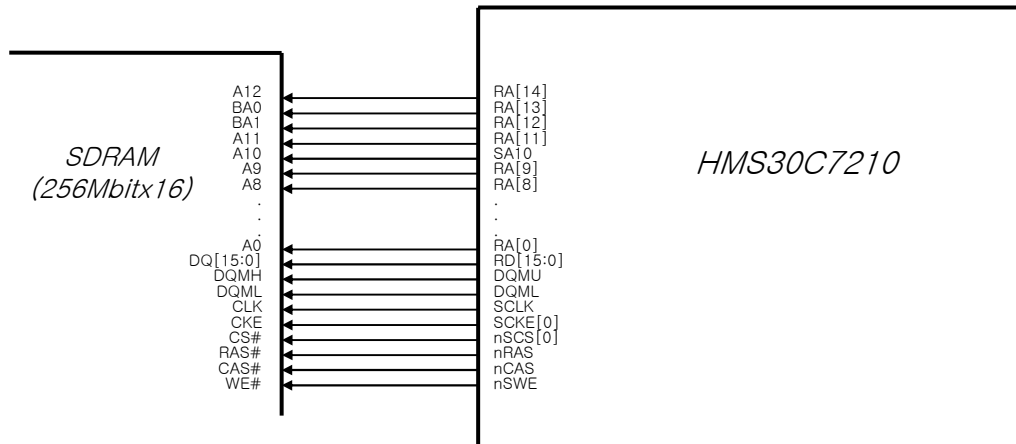 A12 RA[14]
BA0 RA[13]
BA1 RA[12]
A11 RA[11]
A10 SA10
A9 RA[9]
A8 RA[8]
SDRAM
(256Mbitx16)
HMS30C7210
. .
. .
. .
A0 RA[0]
DQ[15:0] RD[15:0]
DQMH DQMU
DQML DQML
CLK SCLK
CKE SCKE[0]
CS# nSCS[0]
RAS# nRAS
CAS# nCAS
WE# nSWE